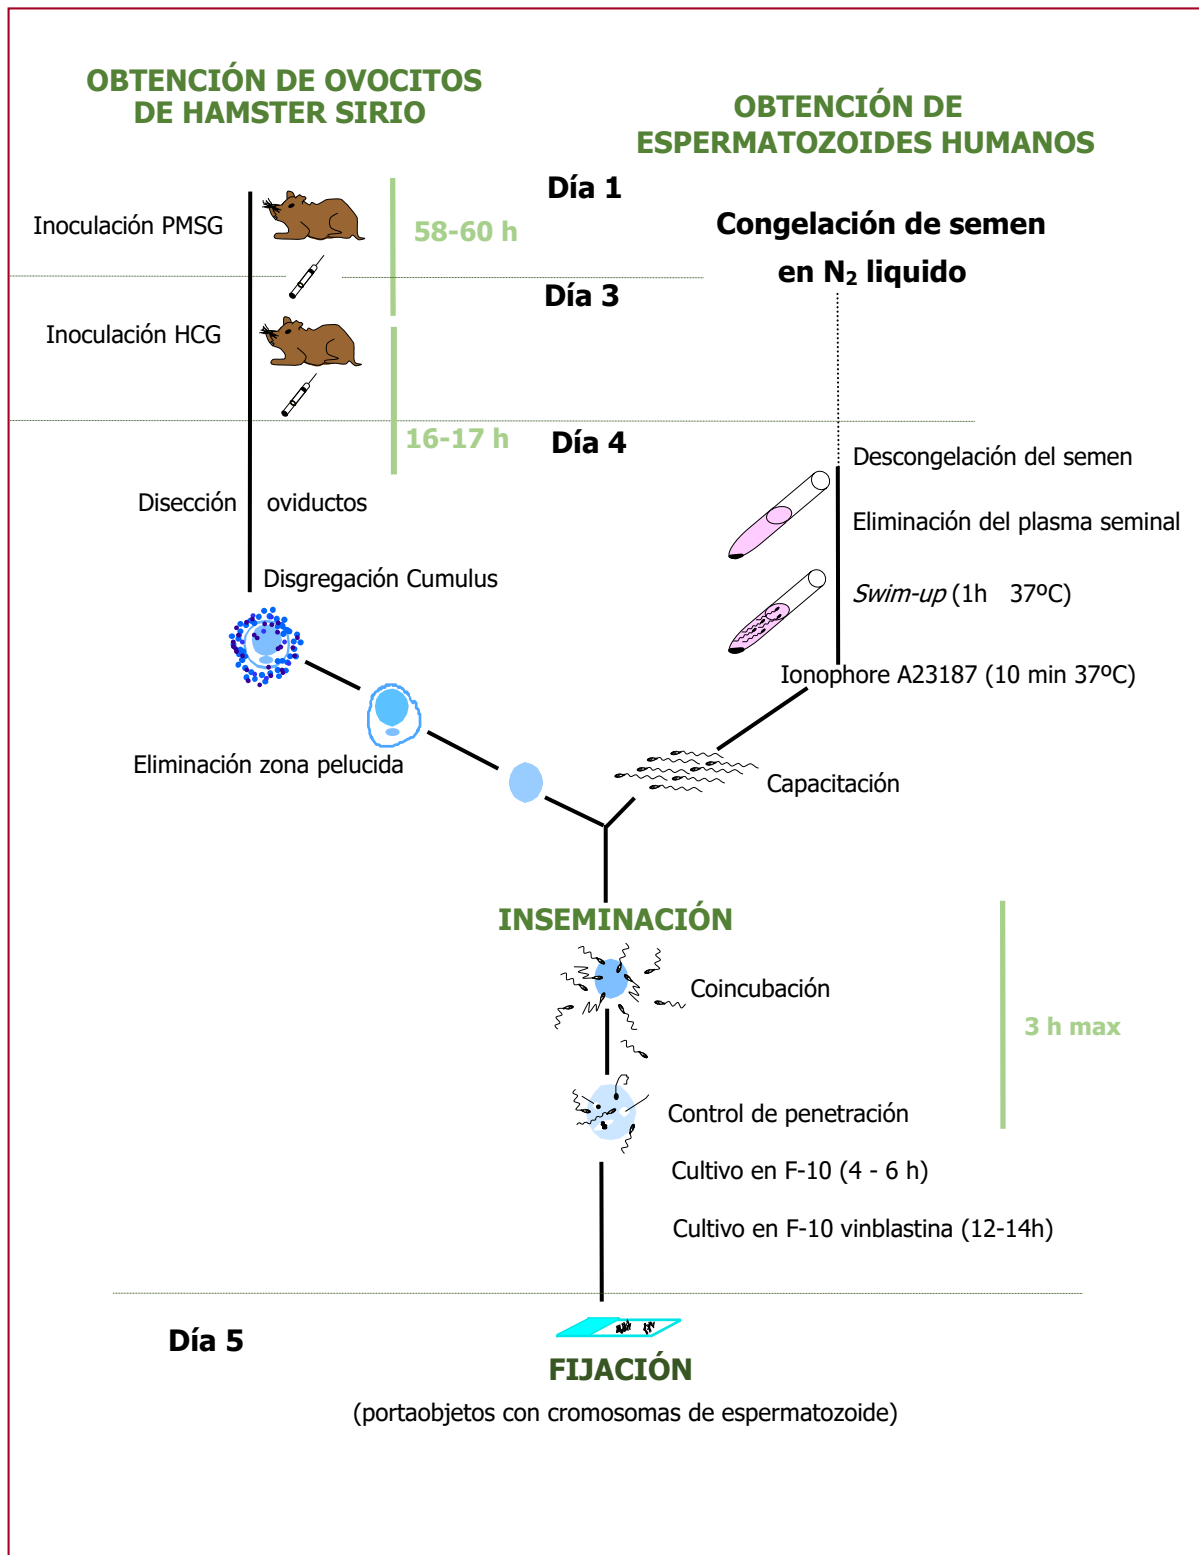 OBTENCIÓN DE OVOCITOS
DE HAMSTER SIRIO
OBTENCIÓN DE
ESPERMATOZOIDES HUMANOS
Día 1
Inoculación PMSG
58-60 h
Congelación de semen
en N₂ liquido
Día 3
Inoculación HCG
16-17 h
Día 4
Descongelación del semen
Disección oviductos
Eliminación del plasma seminal
Disgregación Cumulus
Swim-up (1h 37ºC)
Ionophore A23187 (10 min 37ºC)
Eliminación zona pelucida
Capacitación
INSEMINACIÓN
Coincubación
3 h max
Control de penetración
Cultivo en F-10 (4 - 6 h)
Cultivo en F-10 vinblastina (12-14h)
Día 5
FIJACIÓN
(portaobjetos con cromosomas de espermatozoide)